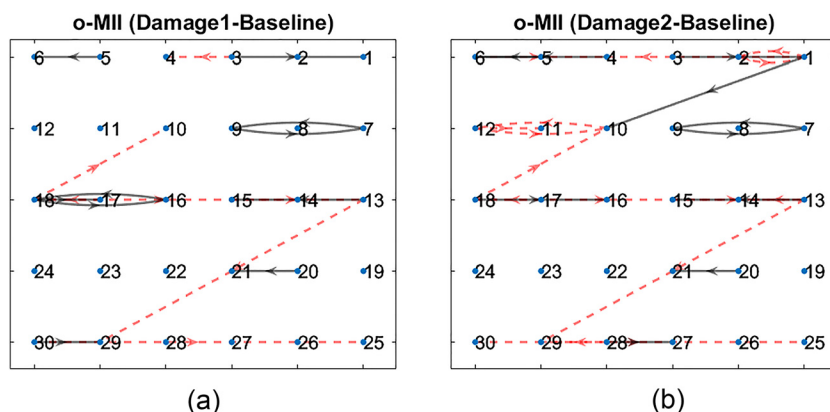 o-MII (Damage1-Baseline)
6 5 4 3 2 1
12 11 10 9 8 7
18 17 16 15 14 13
24 23 22 21 20 19
30 29 28 27 26 25
(a)
o-MII (Damage2-Baseline)
6 5 4 3 2 1
12 11 10 9 8 7
18 17 16 15 14 13
24 23 22 21 20 19
30 29 28 27 26 25
(b)